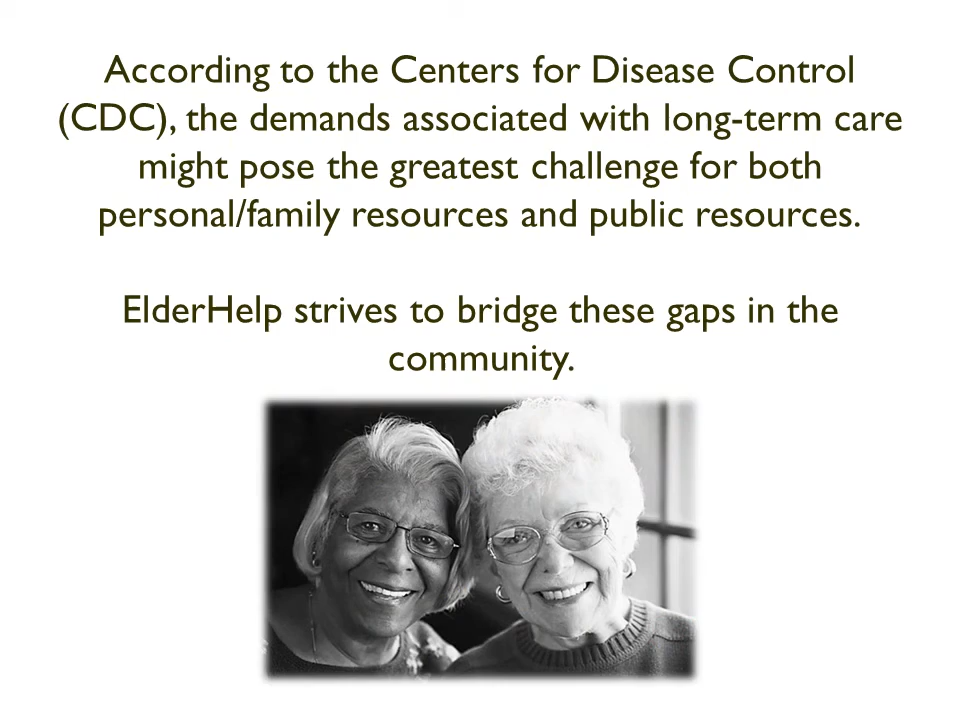 According to the Centers for Disease Control
(CDC), the demands associated with long-term care
might pose the greatest challenge for both
personal/family resources and public resources.
ElderHelp strives to bridge these gaps in the
community.